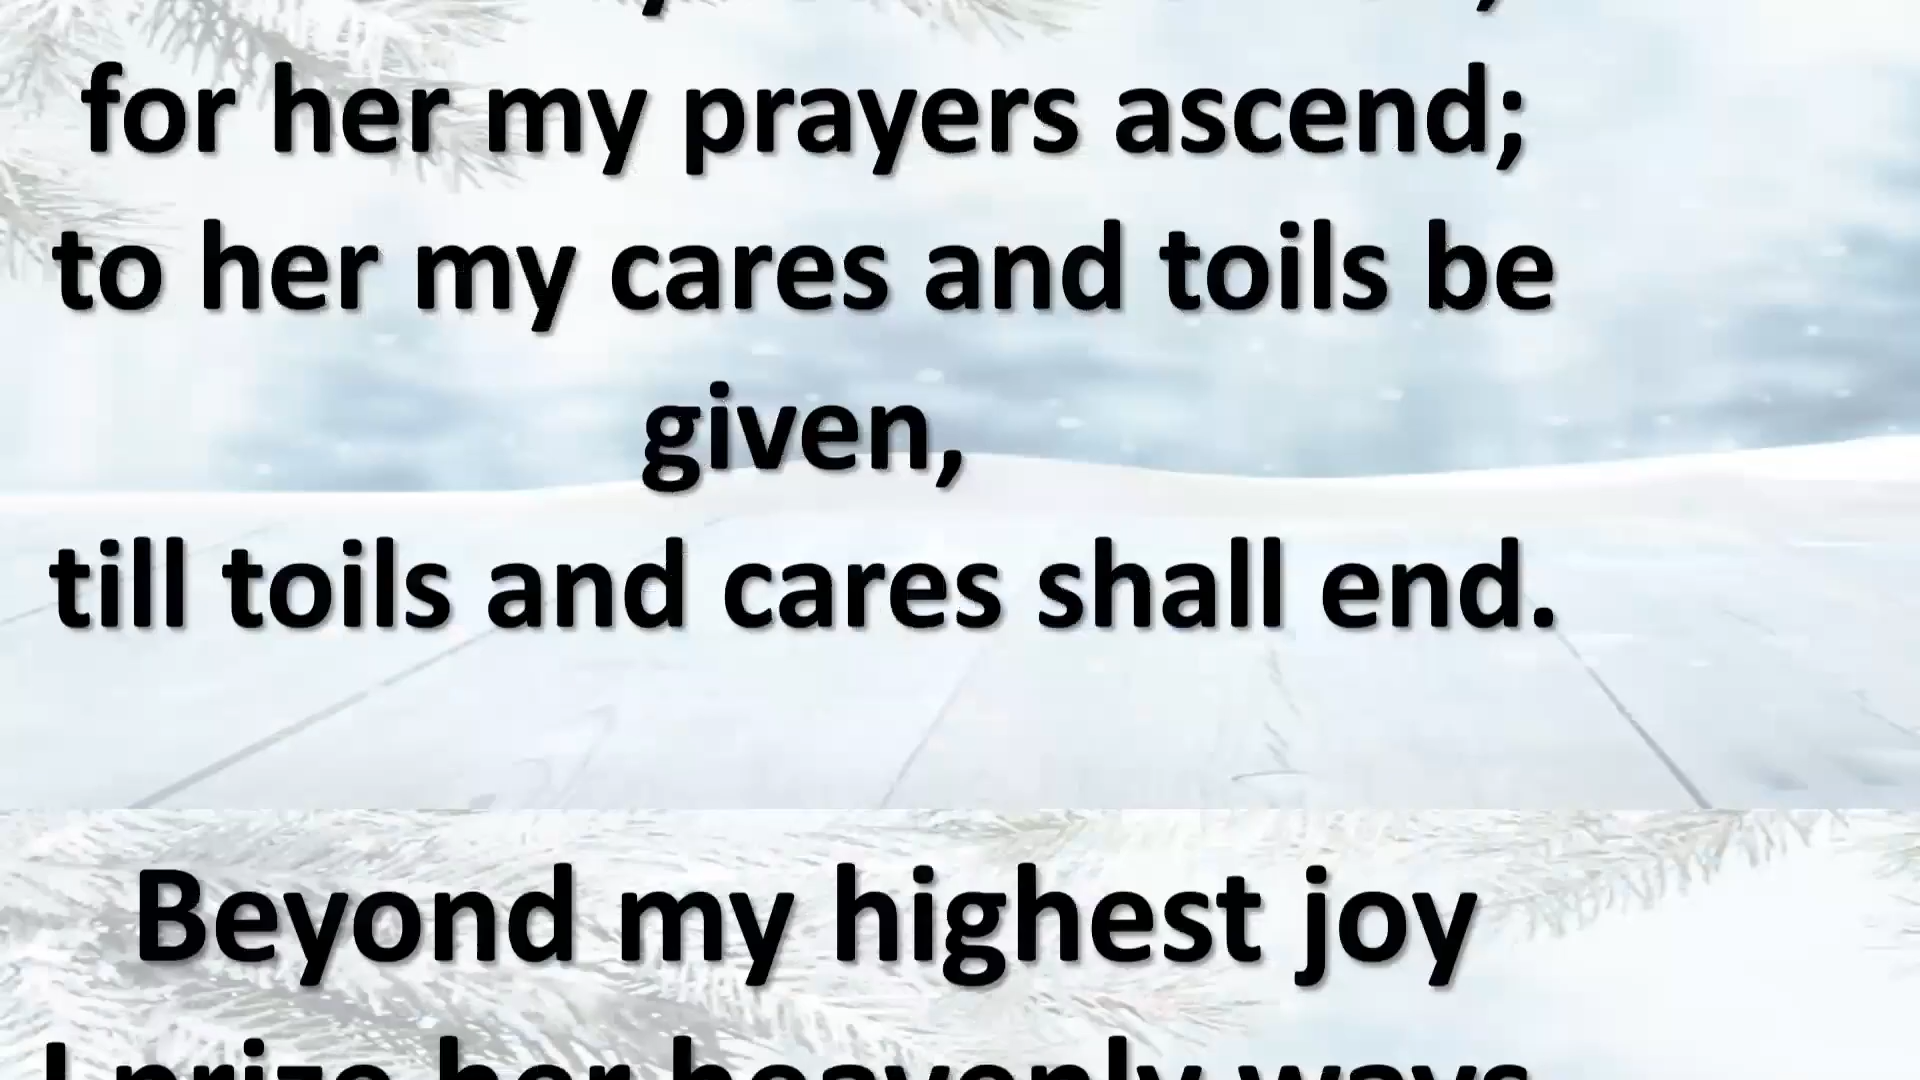 for her my prayers ascend;
to her my cares and toils be
given,
till toils and cares shall end.
Beyond my highest joy
I prize her heavenly ways